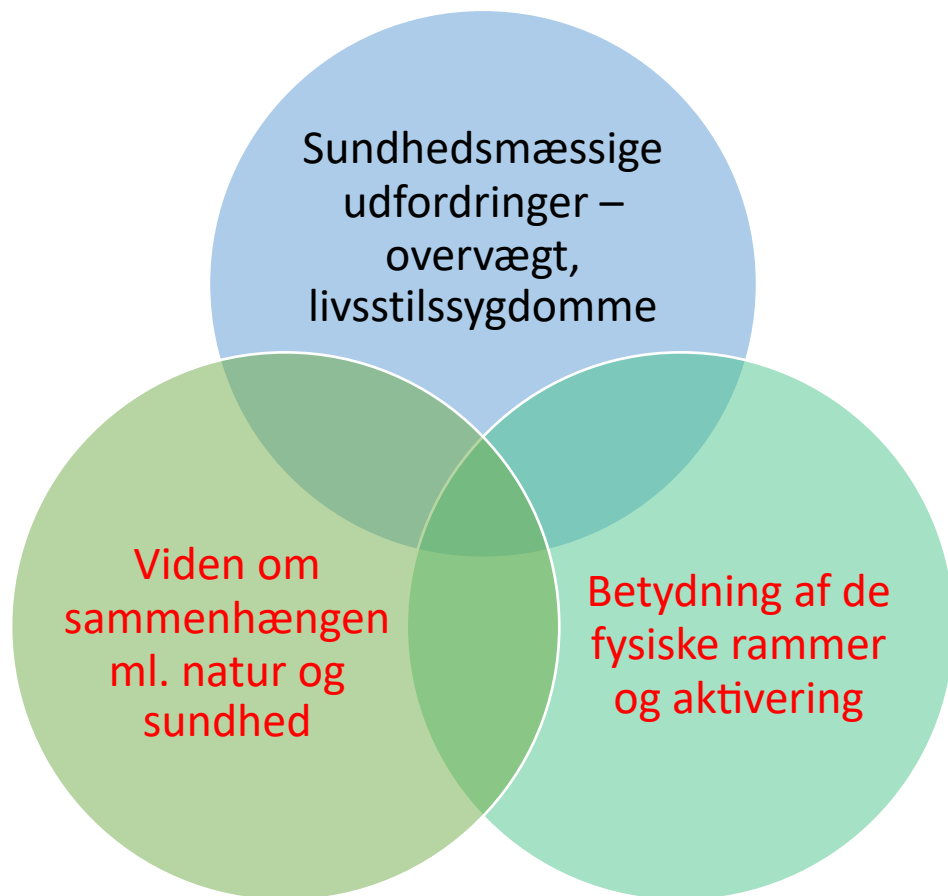 Sundhedsmæssige
udfordringer –
overvægt,
livsstilssygdomme
Viden om
sammenhængen
ml. natur og
sundhed
Betydning af de
fysiske rammer
og aktivering